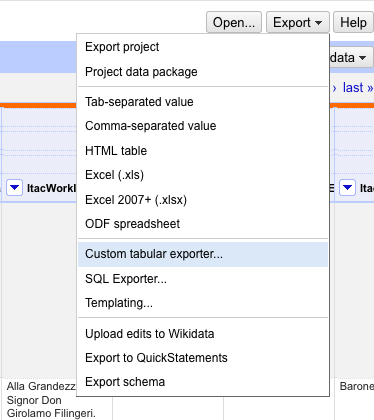 Open... Export Help
Export project
data
Project data package
› last »
Tab-separated value
Comma-separated value
HTML table
Excel (.xls)
ItacWorkI E Itac
Excel 2007+ (.xlsx)
ODF spreadsheet
Custom tabular exporter...
SQL Exporter...
Templating...
Upload edits to Wikidata
Export to QuickStatements
Export schema
Alla Grandezz
Signor Don
Girolamo Filingeri.
Barone